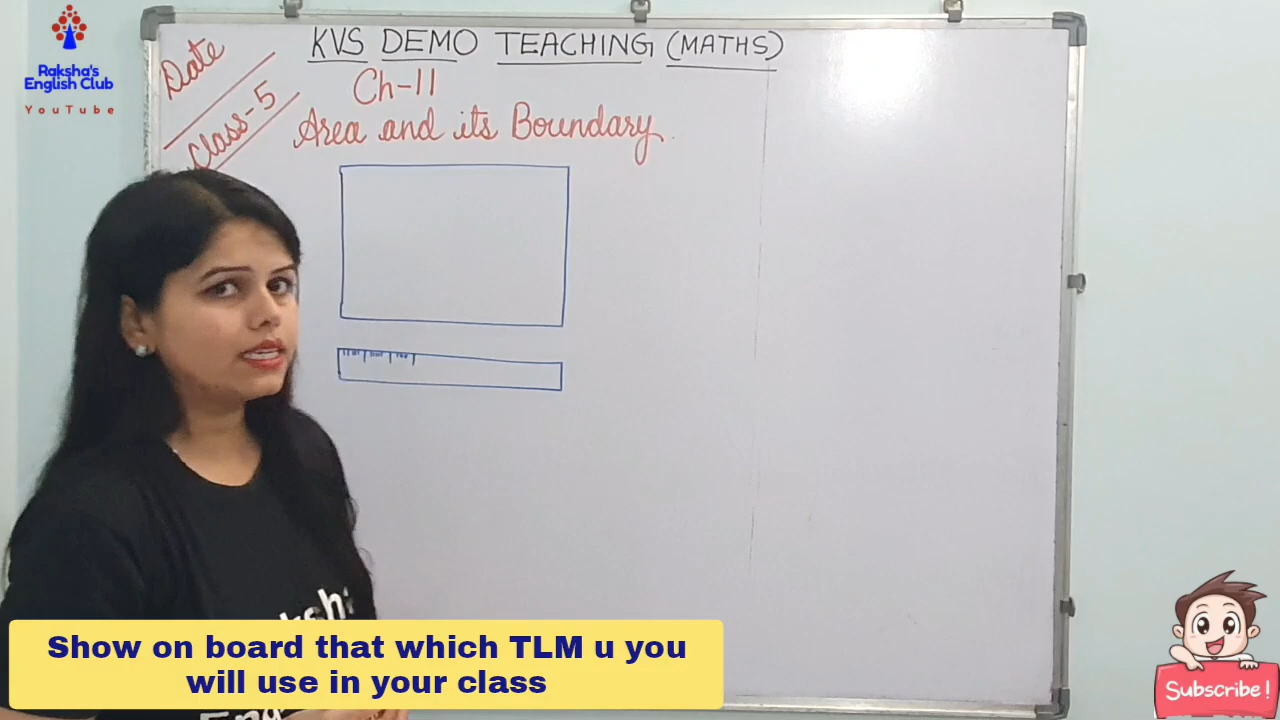 Raksha's
English Club
YouTube
Date
Class-5
KVS DEMO TEACHING (MATHS)
Ch-11
Area and its Boundary.
Show on board that which TLM u you
will use in your class
Subscribe!